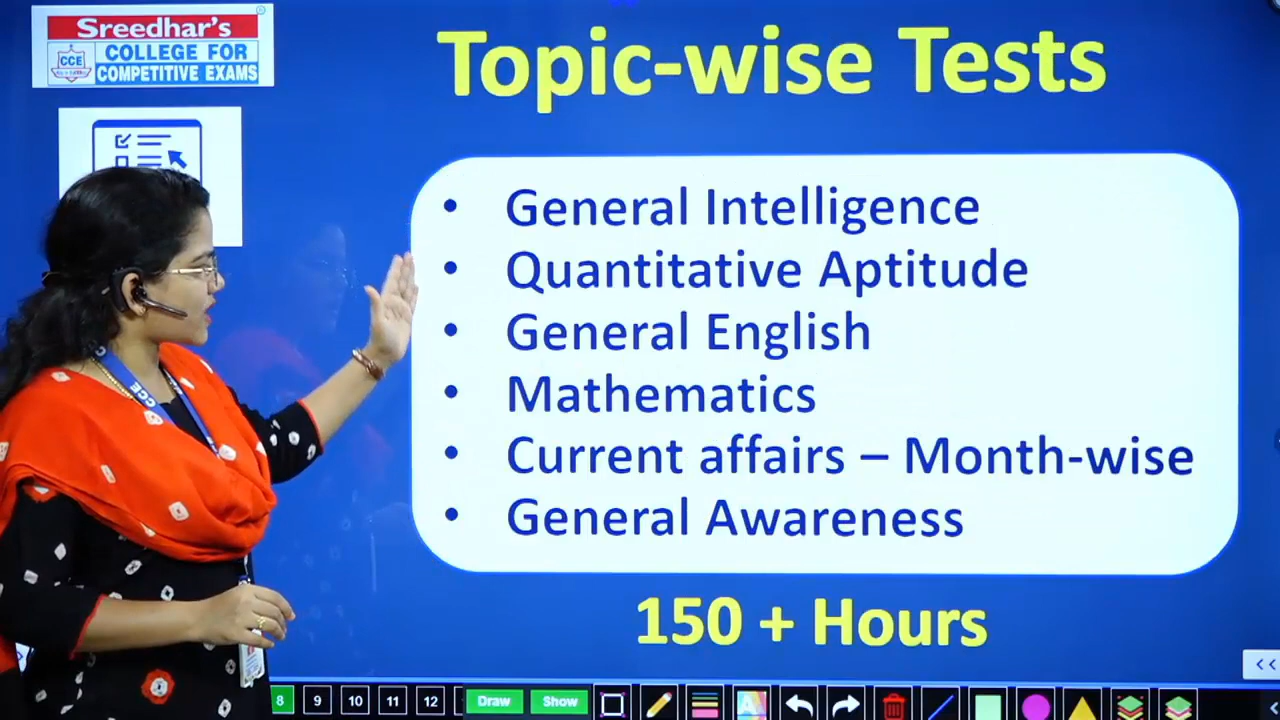 Sreedhar's
CCE
COLLEGE FOR
COMPETITIVE EXAMS
Topic-wise Tests
• General Intelligence
• Quantitative Aptitude
• General English
• Mathematics
• Current affairs – Month-wise
• General Awareness
150 + Hours
CCE
8 9 10 11 12 Draw Show